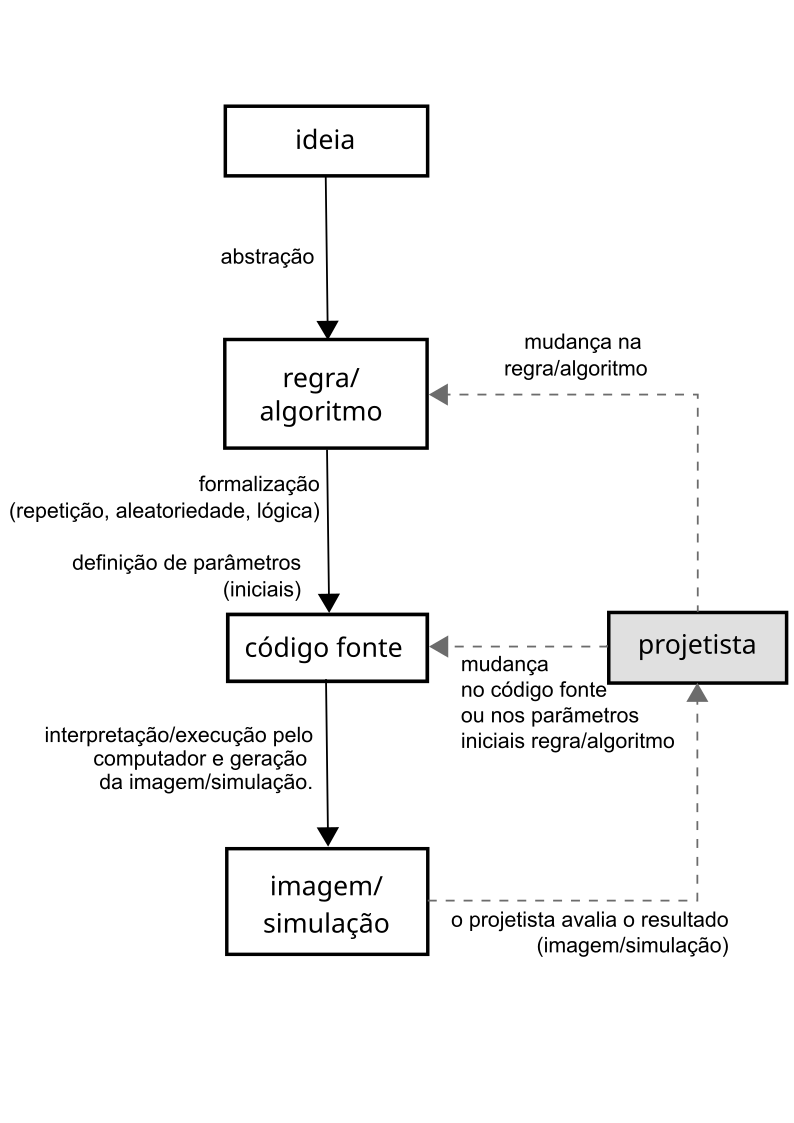 ideia
abstração
regra/
algoritmo
mudança na
regra/algoritmo
formalização
(repetição, aleatoriedade, lógica)
definição de parâmetros
(iniciais)
código fonte
projetista
mudança
no código fonte
ou nos parãmetros
iniciais regra/algoritmo
interpretação/execução pelo
computador e geração
da imagem/simulação.
imagem/
simulação
o projetista avalia o resultado
(imagem/simulação)